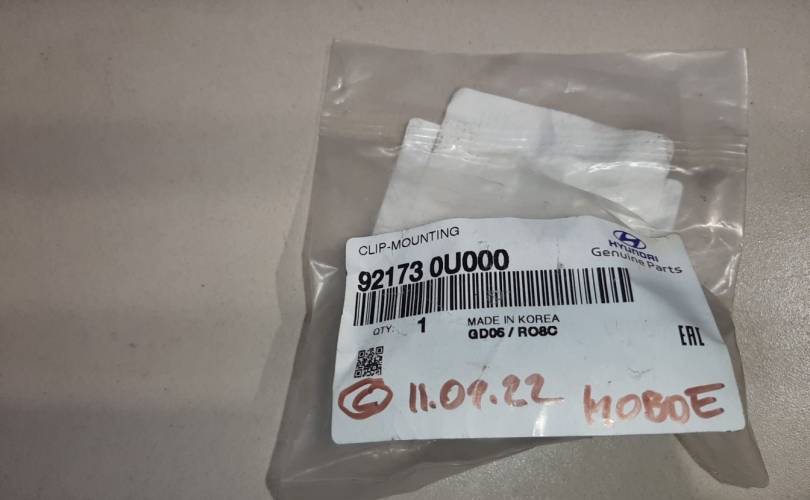 CLIP-MOUNTING
92173 0U000
HYUNDAI
Genuine Parts
QTY: 1
MADE IN KOREA
GD06 / RO8C
EAC
С 11.09.22 НОВОЕ